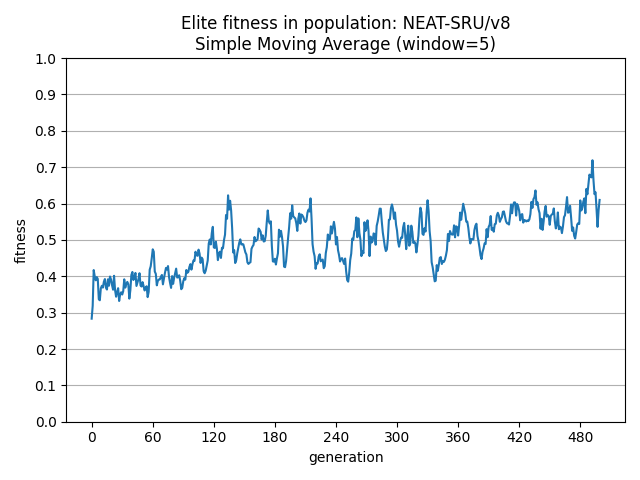 Elite fitness in population: NEAT-SRU/v8
Simple Moving Average (window=5)
1.0
0.9
0.8
0.7
0.6
0.5
0.4
0.3
0.2
0.1
0.0
fitness
0 60 120 180 240 300 360 420 480
generation